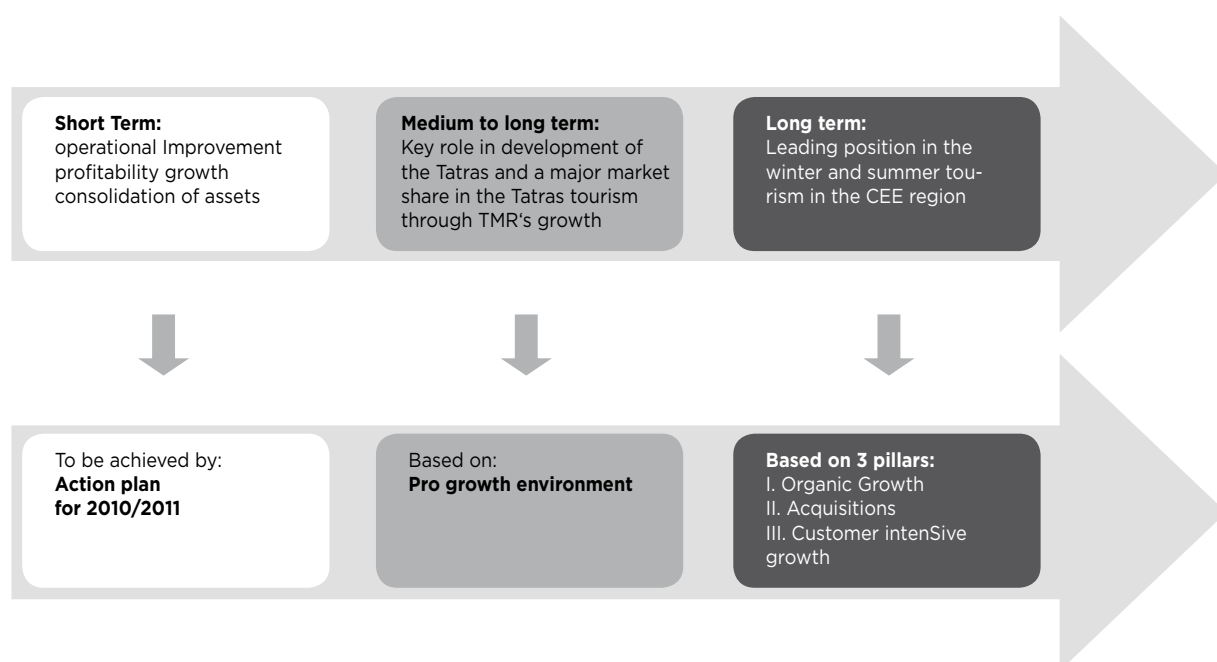 Short Term:
operational Improvement
profitability growth
consolidation of assets
Medium to long term:
Key role in development of
the Tatras and a major market
share in the Tatras tourism
through TMR‘s growth
Long term:
Leading position in the
winter and summer tou-
rism in the CEE region
To be achieved by:
Action plan
for 2010/2011
Based on:
Pro growth environment
Based on 3 pillars:
I. Organic Growth
II. Acquisitions
III. Customer intenSive
growth